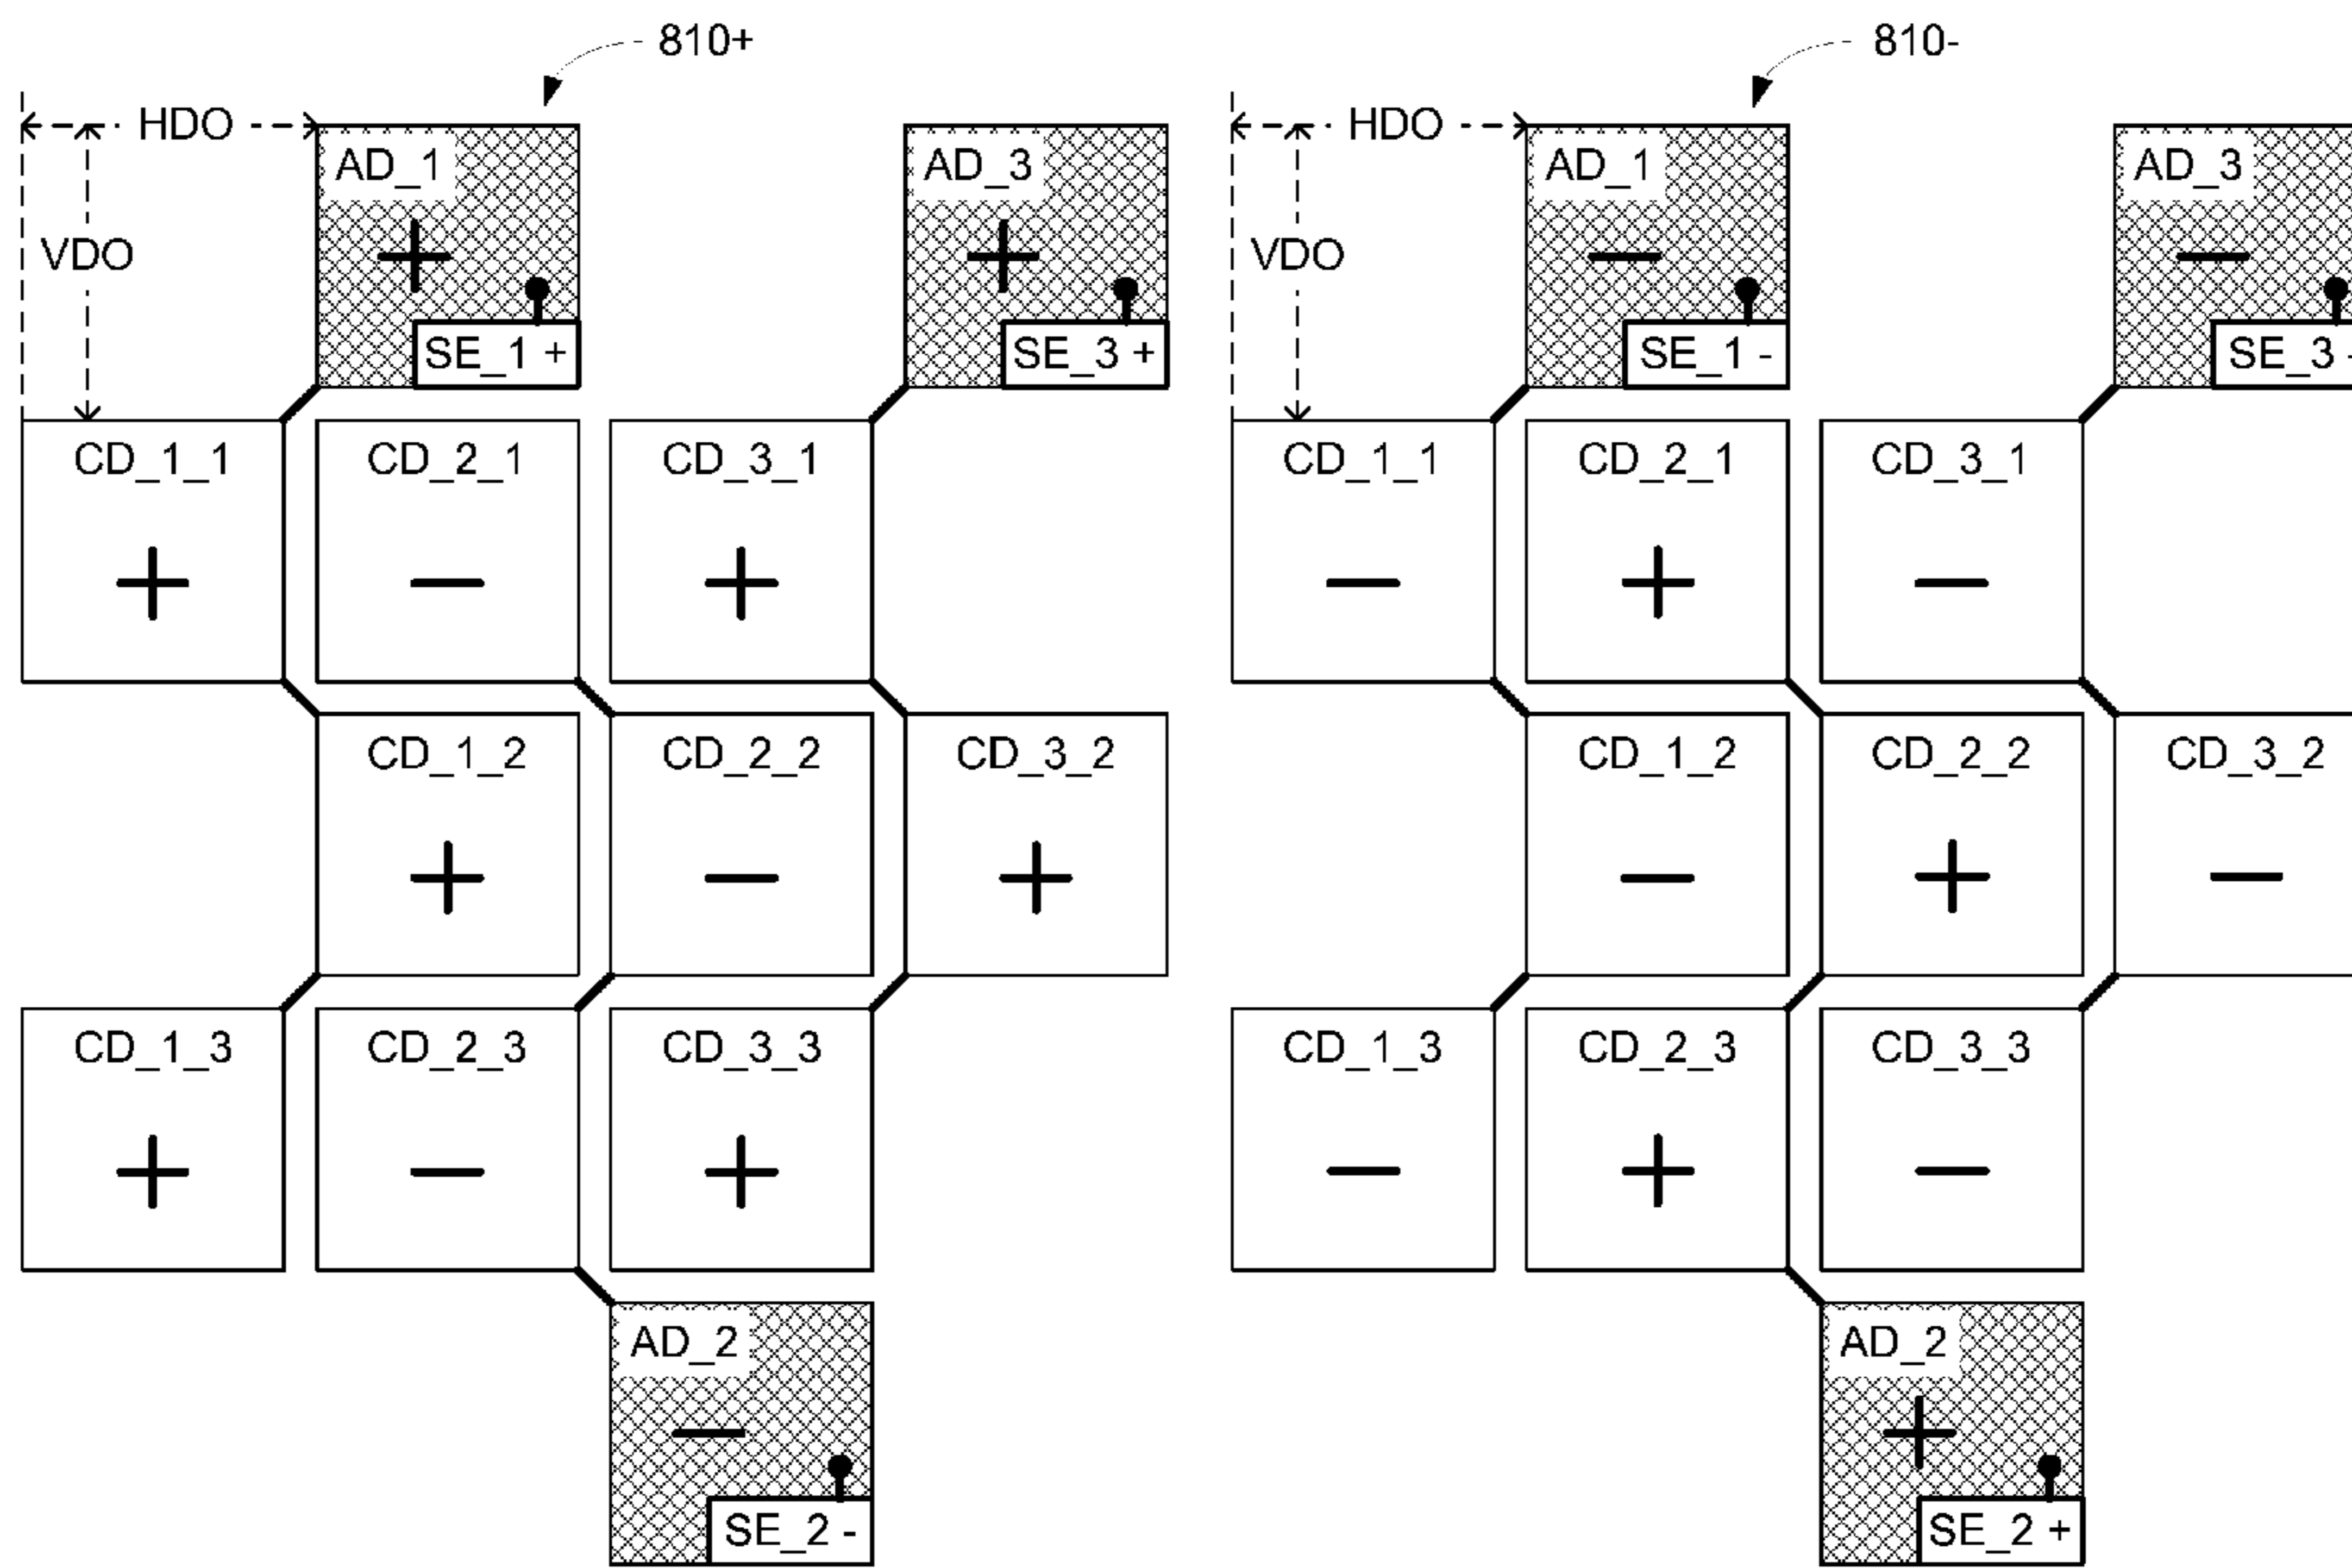 810+ 810-
HDO AD_1 AD_3 HDO AD_1 AD_3
+ + − −
VDO VDO
SE_1 + SE_3 + SE_1 - SE_3 -
CD_1_1 CD_2_1 CD_3_1 CD_1_1 CD_2_1 CD_3_1
+ − + − + −
CD_1_2 CD_2_2 CD_3_2 CD_1_2 CD_2_2 CD_3_2
+ − + − + −
CD_1_3 CD_2_3 CD_3_3 CD_1_3 CD_2_3 CD_3_3
+ − + − + −
AD_2 AD_2
− +
SE_2 - SE_2 +